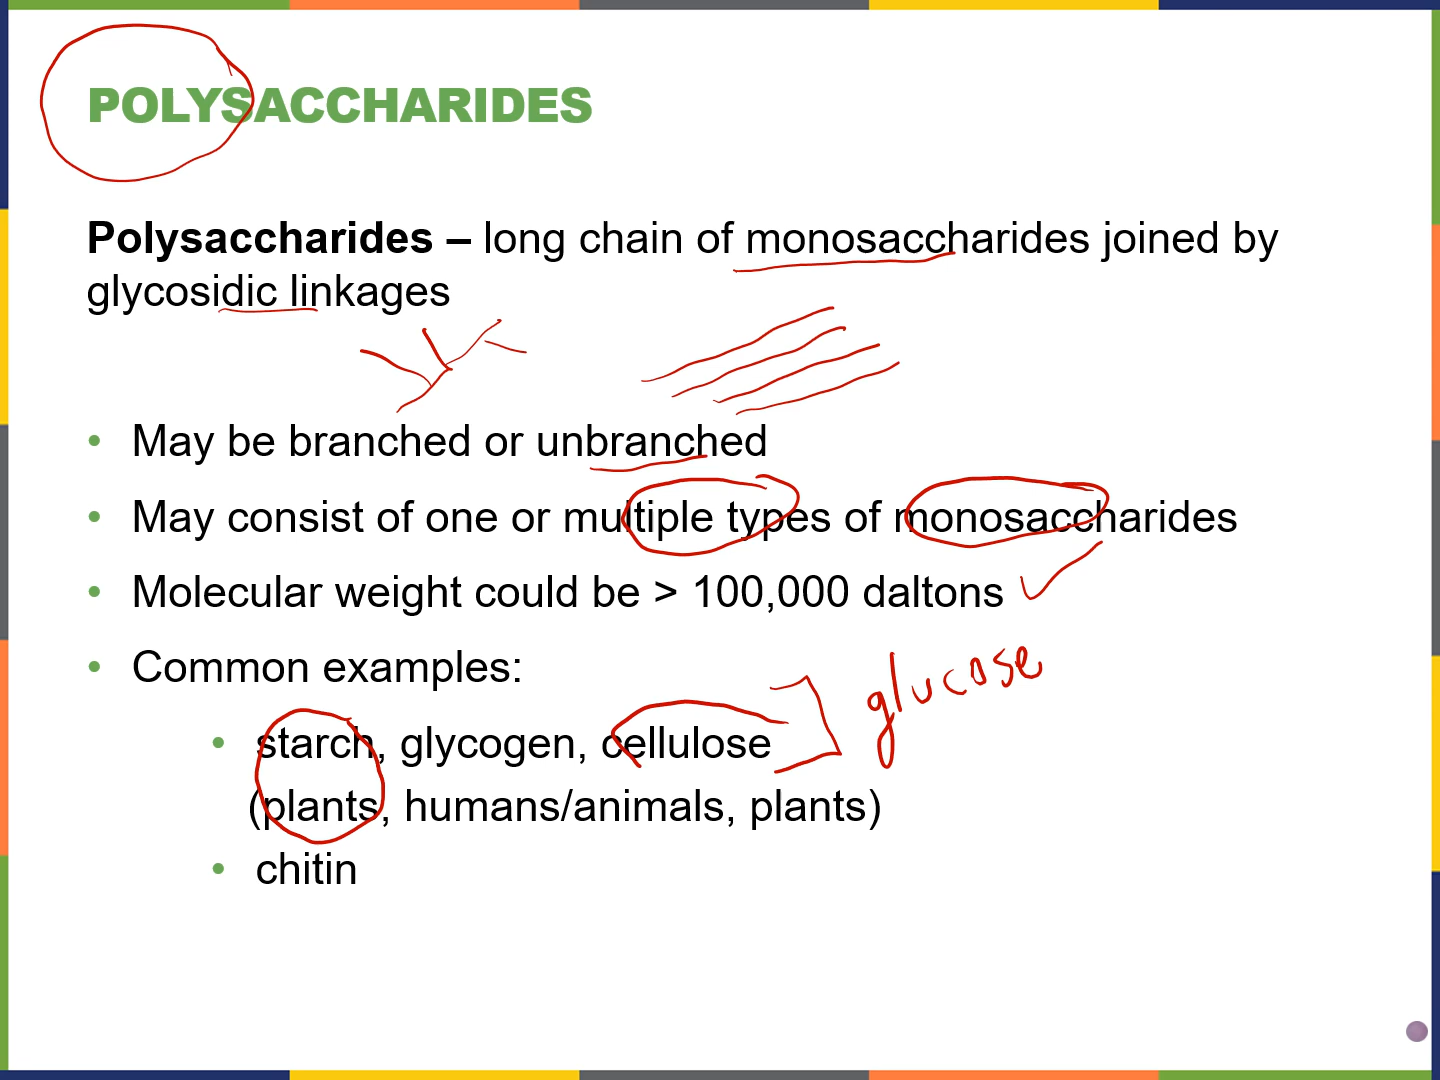 POLYSACCHARIDES
Polysaccharides – long chain of monosaccharides joined by
glycosidic linkages
• May be branched or unbranched
• May consist of one or multiple types of monosaccharides
• Molecular weight could be > 100,000 daltons
• Common examples:
glucose
• starch, glycogen, cellulose
(plants, humans/animals, plants)
• chitin